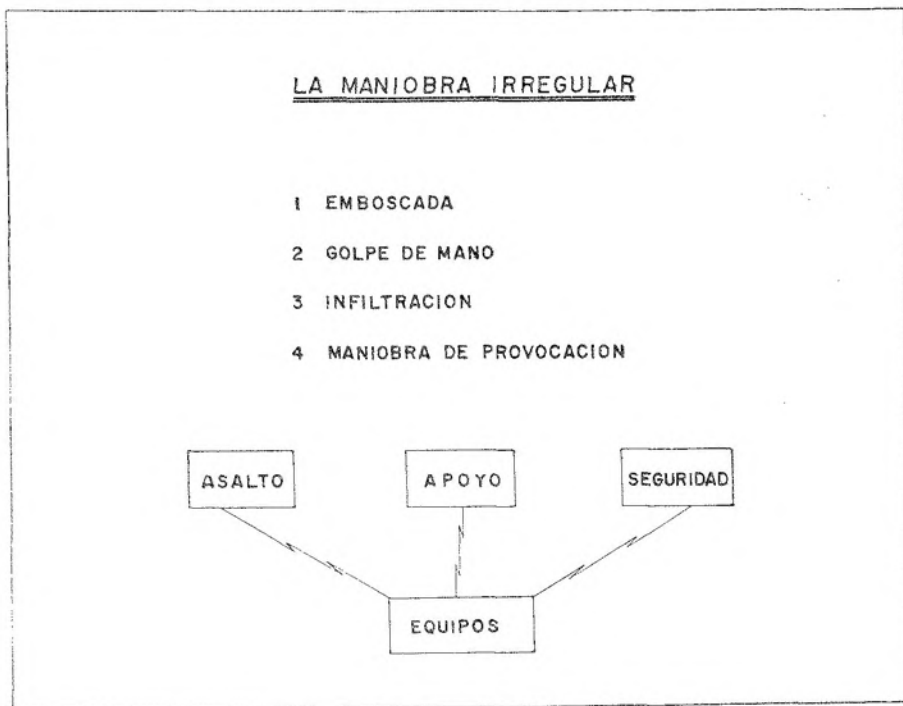 LA MANIOBRA IRREGULAR
1 EMBOSCADA
2 GOLPE DE MANO
3 INFILTRACION
4 MANIOBRA DE PROVOCACION
ASALTO
APOYO
SEGURIDAD
EQUIPOS